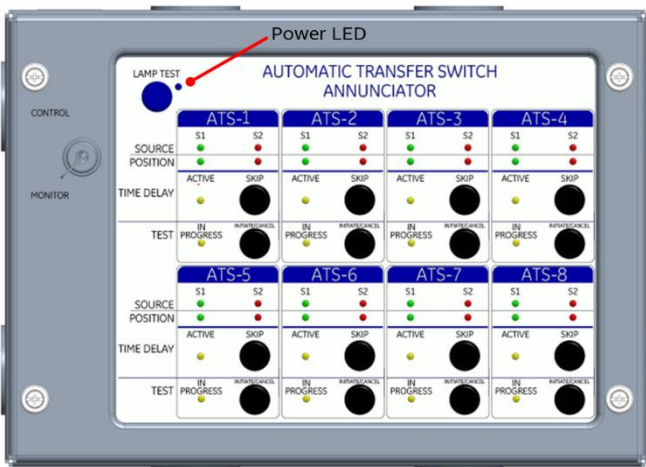 Power LED
LAMP TEST
AUTOMATIC TRANSFER SWITCH
ANNUNCIATOR
CONTROL
MONITOR
ATS-1 ATS-2 ATS-3 ATS-4
S1 S2 S1 S2 S1 S2 S1 S2
SOURCE
POSITION
ACTIVE SKIP ACTIVE SKIP ACTIVE SKIP ACTIVE SKIP
TIME DELAY
TEST IN PROGRESS INITIATE/CANCEL IN PROGRESS INITIATE/CANCEL IN PROGRESS INITIATE/CANCEL IN PROGRESS INITIATE/CANCEL
ATS-5 ATS-6 ATS-7 ATS-8
S1 S2 S1 S2 S1 S2 S1 S2
SOURCE
POSITION
ACTIVE SKIP ACTIVE SKIP ACTIVE SKIP ACTIVE SKIP
TIME DELAY
TEST IN PROGRESS INITIATE/CANCEL IN PROGRESS INITIATE/CANCEL IN PROGRESS INITIATE/CANCEL IN PROGRESS INITIATE/CANCEL